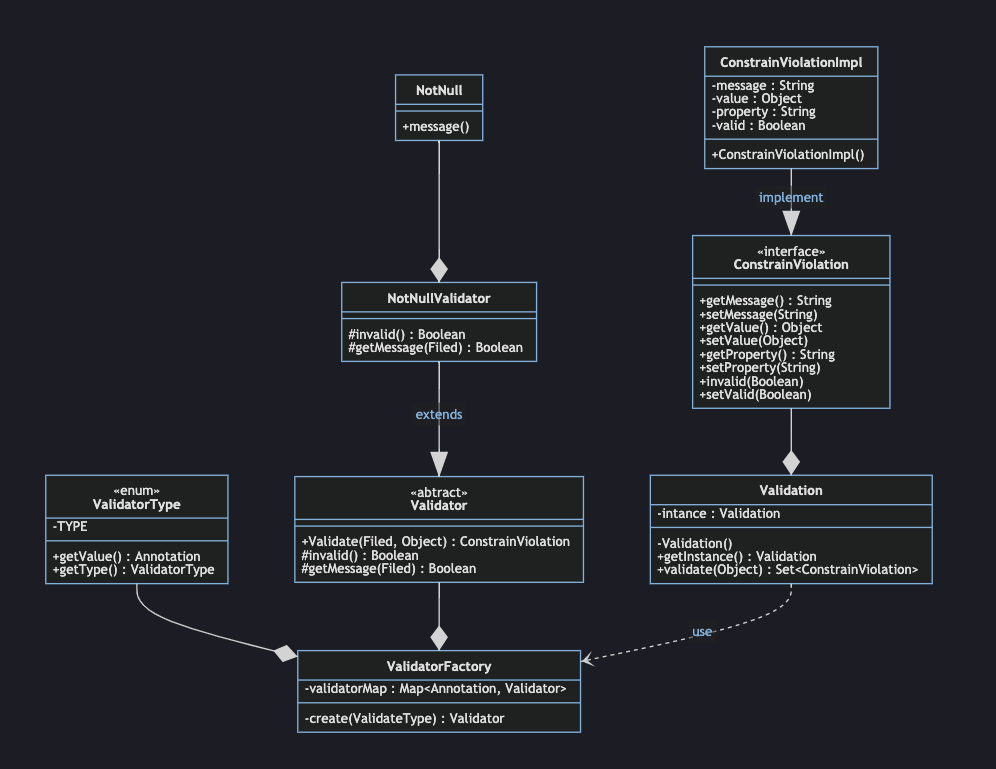 NotNull
+message()
ConstrainViolationImpl
-message : String
-value : Object
-property : String
-valid : Boolean
+ConstrainViolationImpl()
implement
«interface»
ConstrainViolation
+getMessage() : String
+setMessage(String)
+getValue() : Object
+setValue(Object)
+getProperty() : String
+setProperty(String)
+invalid(Boolean)
+setValid(Boolean)
NotNullValidator
#invalid() : Boolean
#getMessage(Filed) : Boolean
extends
«enum»
ValidatorType
-TYPE
+getValue() : Annotation
+getType() : ValidatorType
«abtract»
Validator
+Validate(Filed, Object) : ConstrainViolation
#invalid() : Boolean
#getMessage(Filed) : Boolean
Validation
-intance : Validation
-Validation()
+getInstance() : Validation
+validate(Object) : Set<ConstrainViolation>
use
ValidatorFactory
-validatorMap : Map<Annotation, Validator>
-create(ValidateType) : Validator